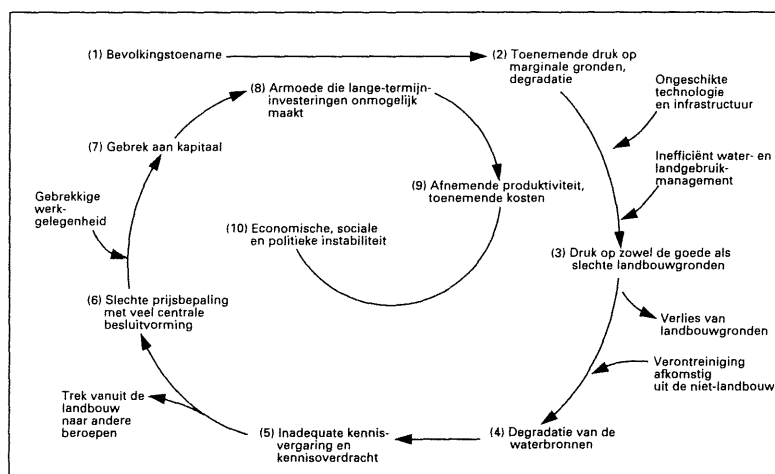 (1) Bevolkingstoename
(2) Toenemende druk op
marginale gronden,
degradatie
Ongeschikte
technologie
en infrastructuur
(8) Armoede die lange-termijn-
investeringen onmogelijk
maakt
(7) Gebrek aan kapitaal
Inefficiënt water- en
landgebruik-
management
(9) Afnemende produktiviteit,
toenemende kosten
Gebrekkige
werk-
gelegenheid
(10) Economische, sociale
en politieke instabiliteit
(3) Druk op zowel de goede als
slechte landbouwgronden
(6) Slechte prijsbepaling
met veel centrale
besluitvorming
Verlies van
landbouwgronden
Verontreiniging
afkomstig
uit de niet-landbouw
Trek vanuit de
landbouw
naar andere
beroepen
(5) Inadequate kennis-
vergaring en
kennisoverdracht
(4) Degradatie van de
waterbronnen